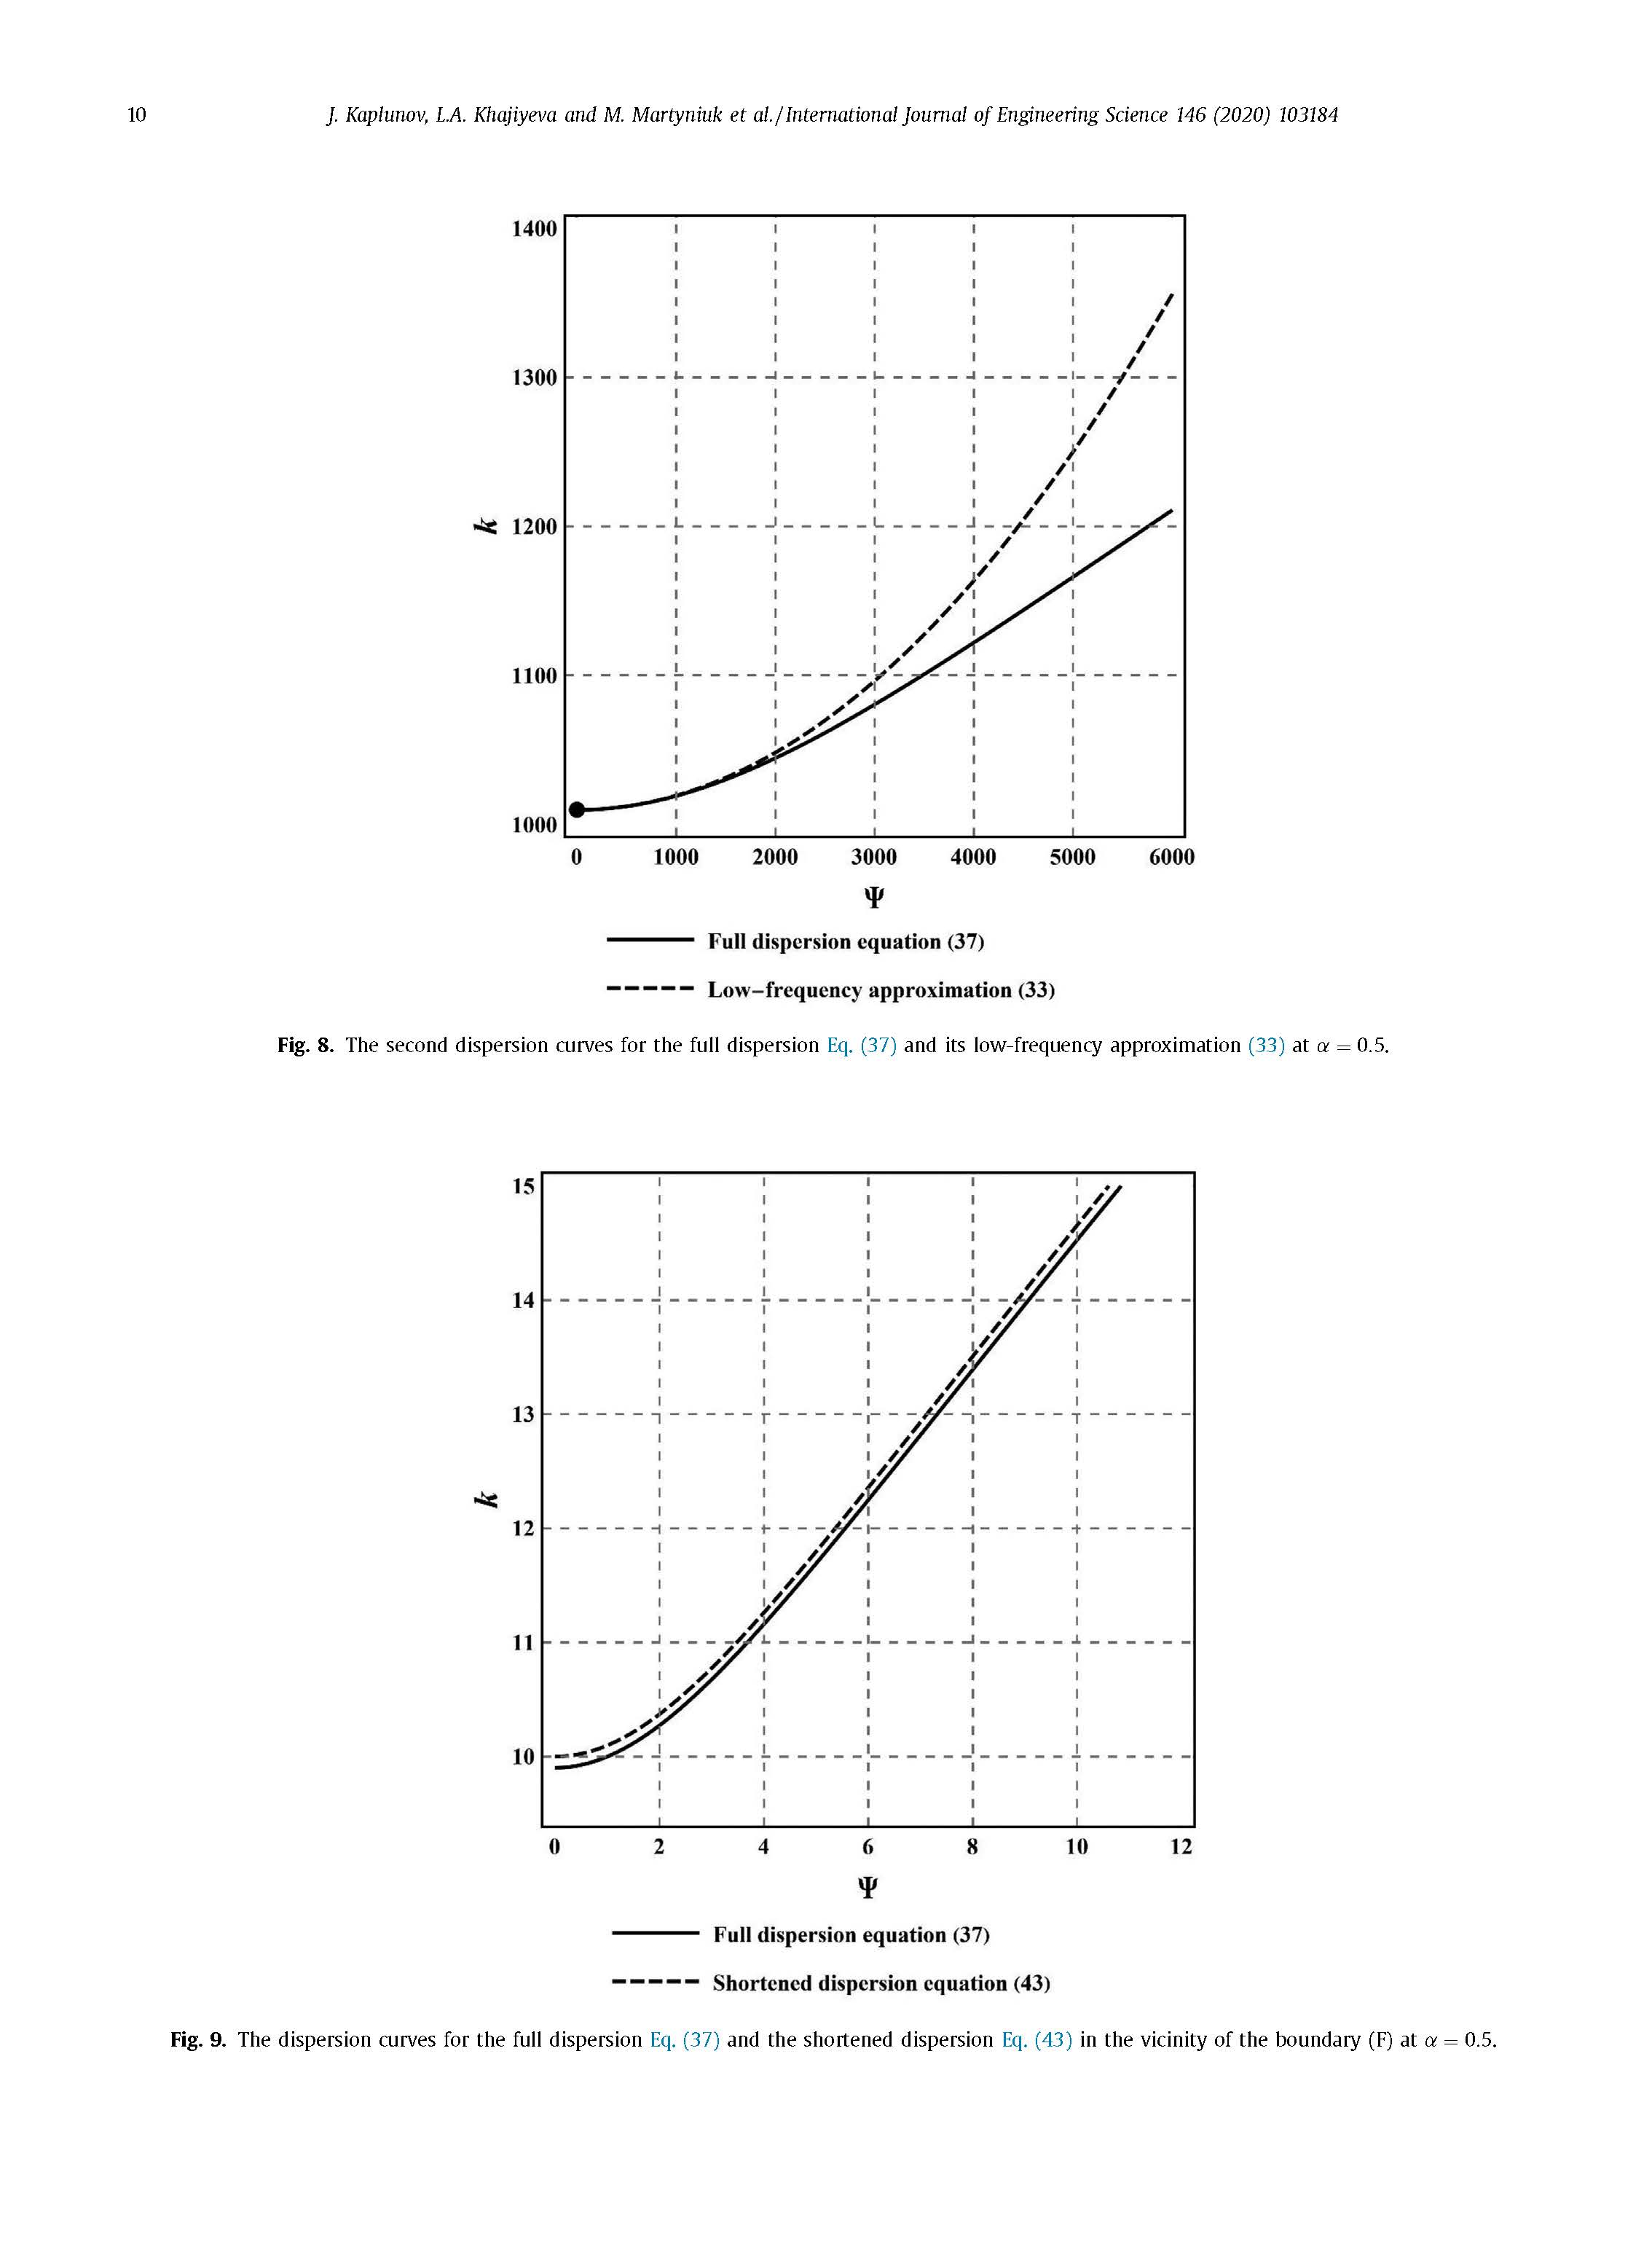 10
J. Kaplunov, L.A. Khajiyeva and M. Martyniuk et al. / International Journal of Engineering Science 146 (2020) 103184
1400
1300
k 1200
1100
1000
0 1000 2000 3000 4000 5000 6000
Ψ
Full dispersion equation (37)
Low–frequency approximation (33)
Fig. 8. The second dispersion curves for the full dispersion Eq. (37) and its low-frequency approximation (33) at α = 0.5.
15
14
13
k
12
11
10
0 2 4 6 8 10 12
Ψ
Full dispersion equation (37)
Shortened dispersion equation (43)
Fig. 9. The dispersion curves for the full dispersion Eq. (37) and the shortened dispersion Eq. (43) in the vicinity of the boundary (F) at α = 0.5.